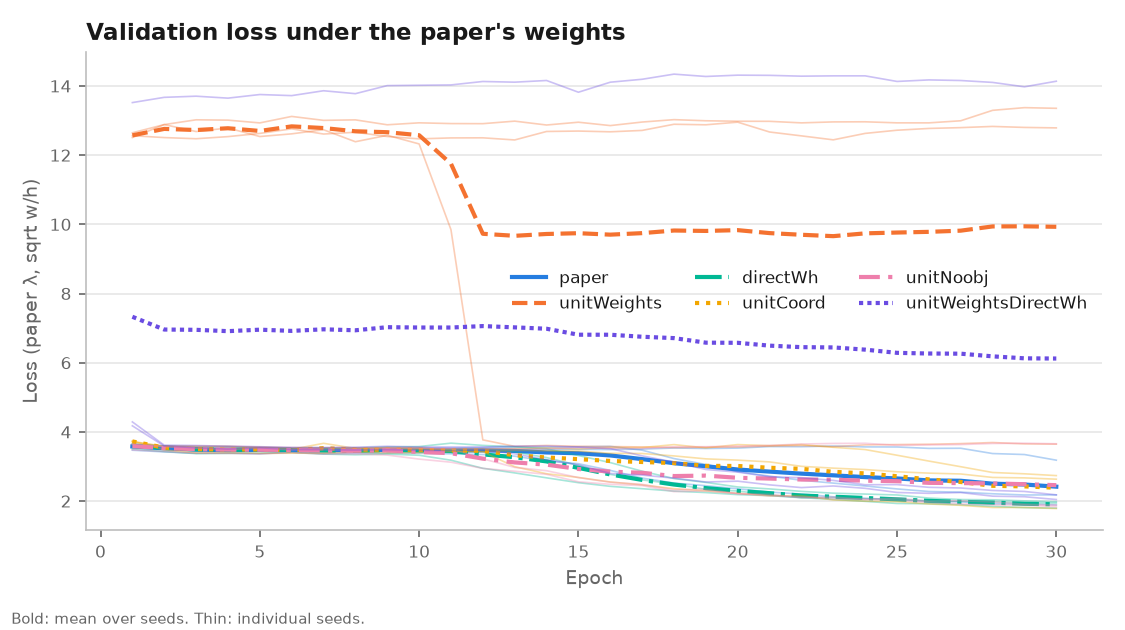 Validation loss under the paper's weights
Loss (paper λ, sqrt w/h)
14
12
10
8
6
4
2
paper
directWh
unitNoobj
unitWeights
unitCoord
unitWeightsDirectWh
0
5
10
15
20
25
30
Epoch
Bold: mean over seeds. Thin: individual seeds.